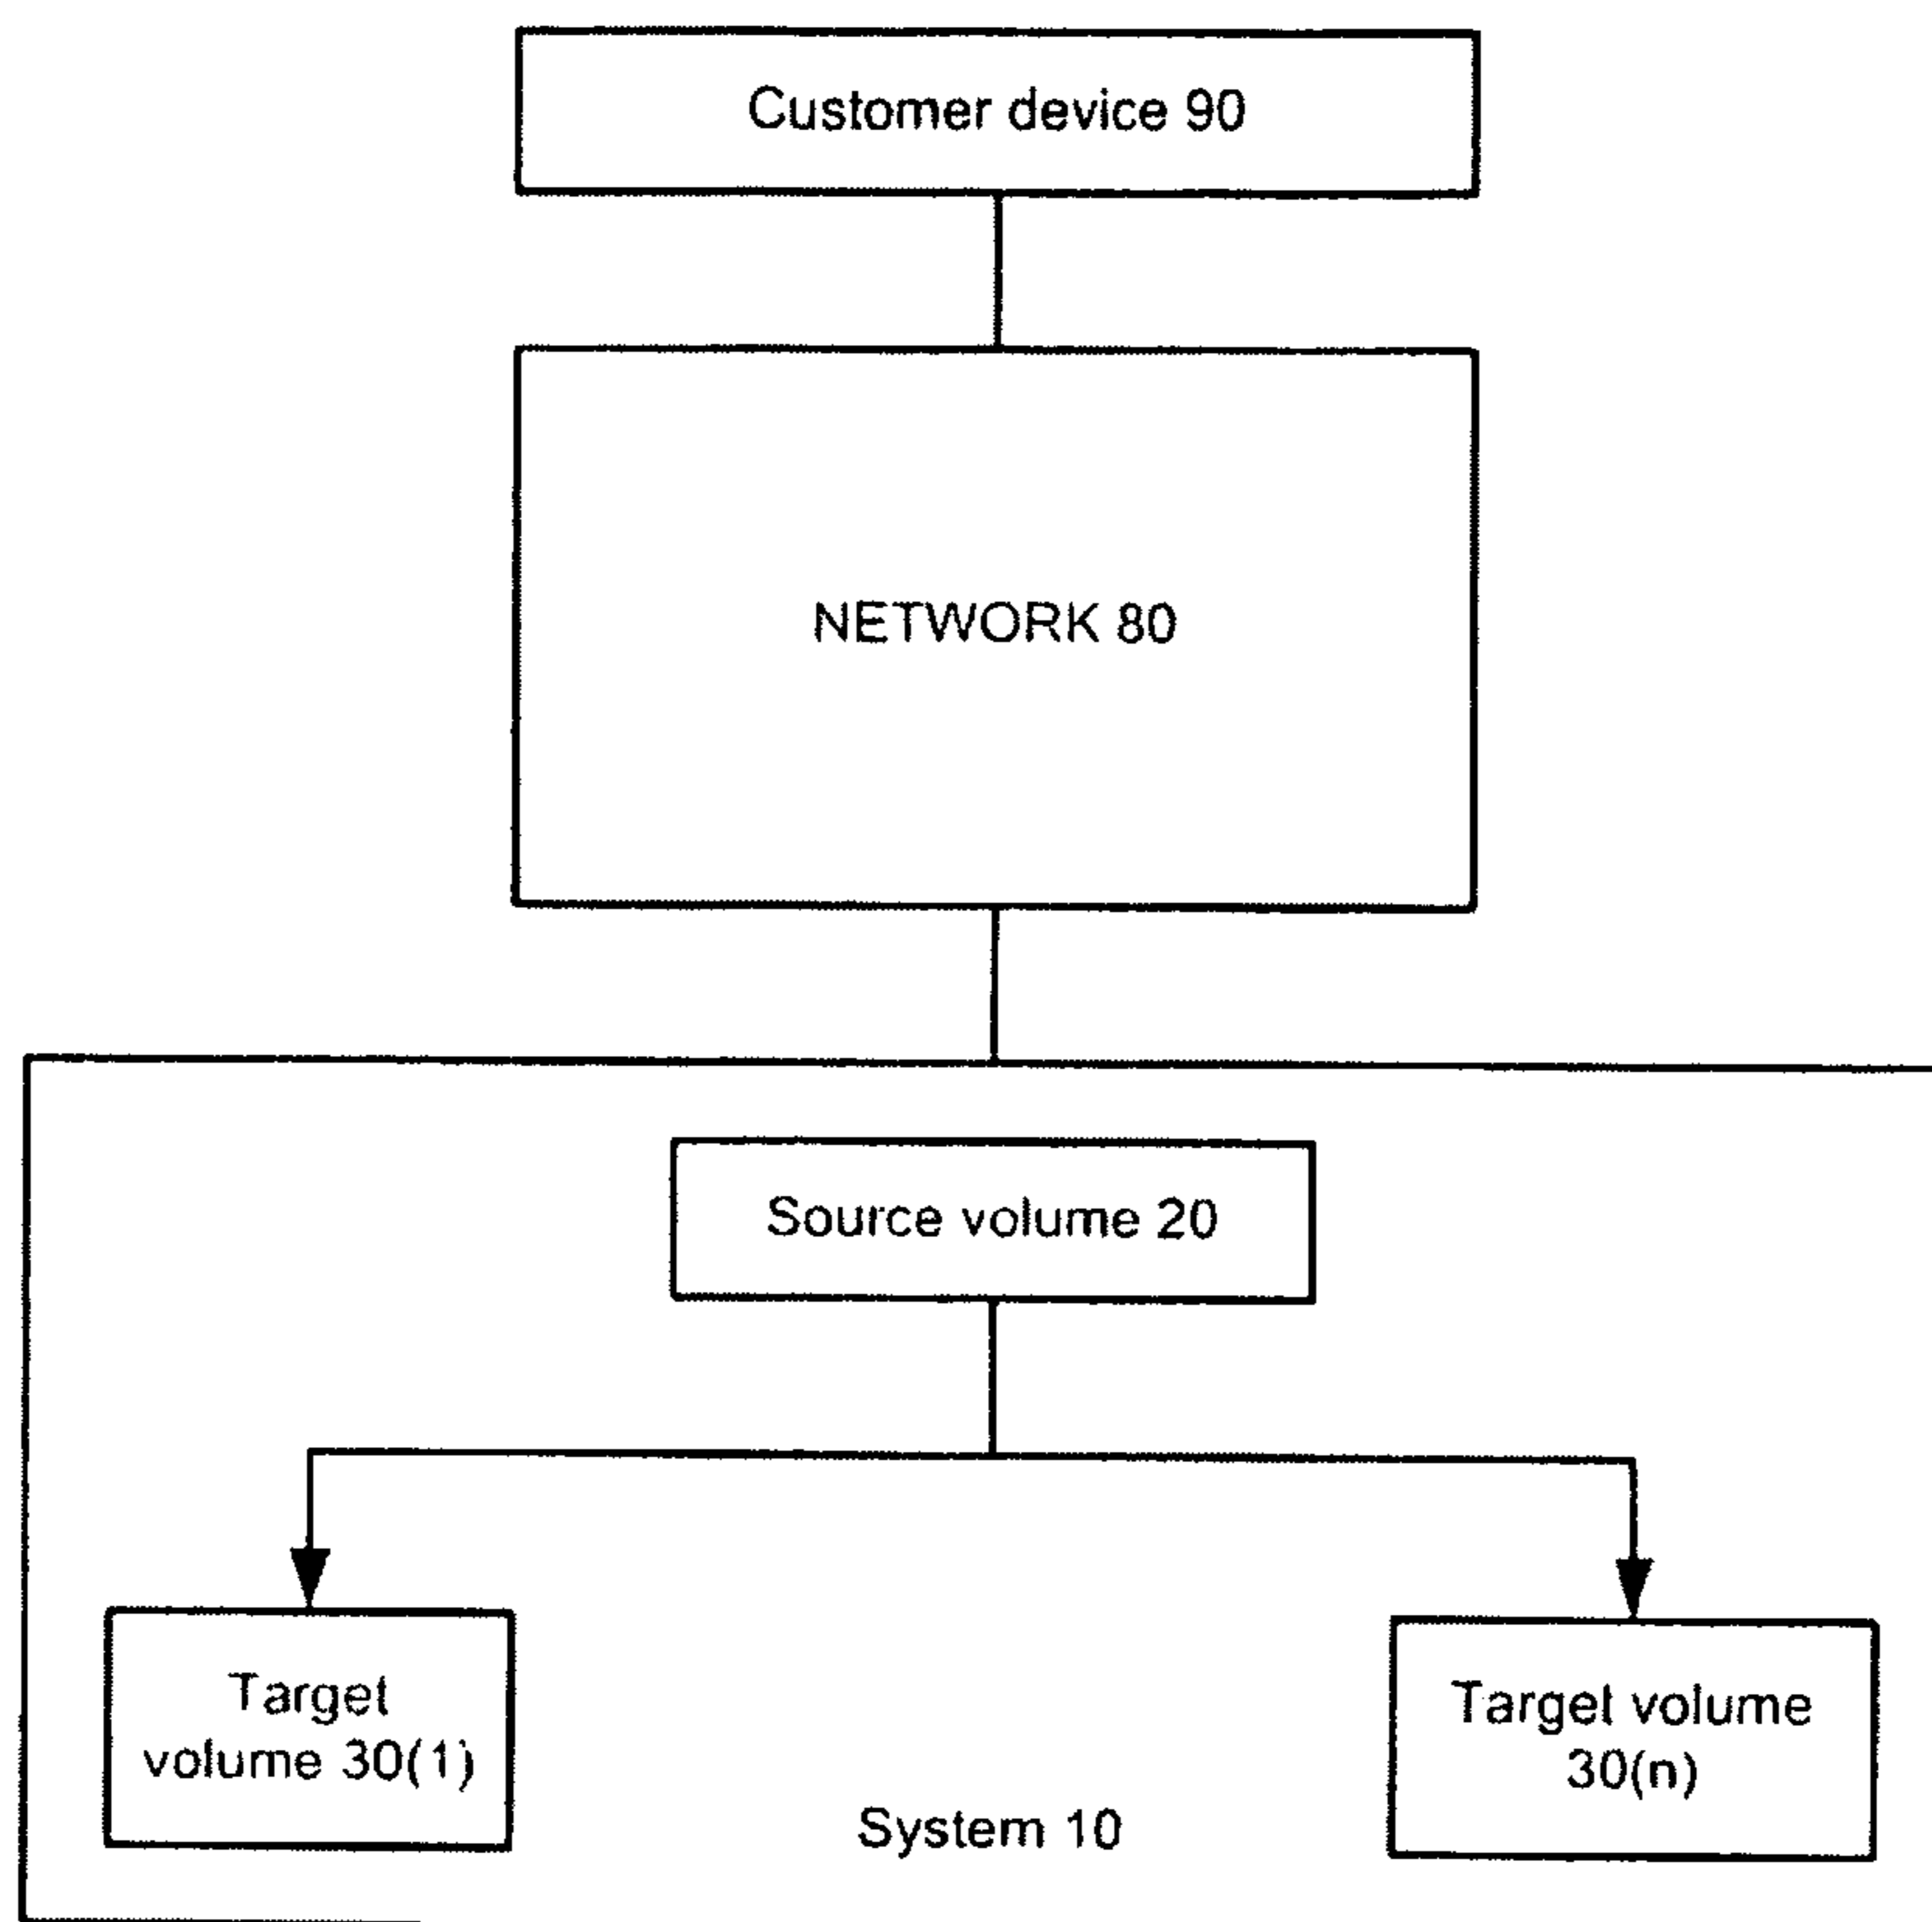 Customer device 90
NETWORK 80
Source volume 20
Target
volume 30(1)
Target volume
30(n)
System 10